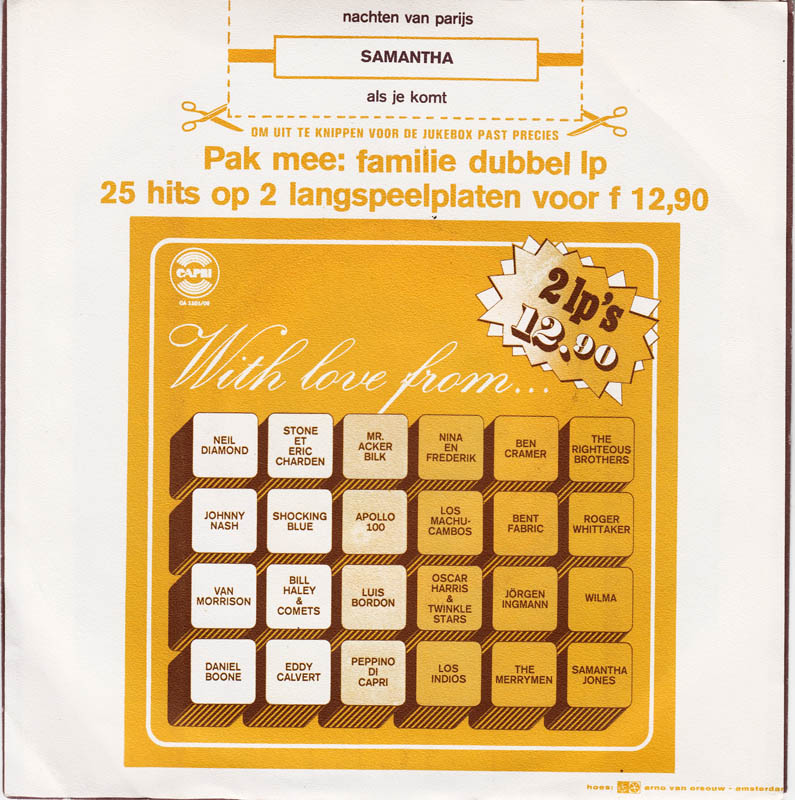 nachten van parijs
SAMANTHA
als je komt
OM UIT TE KNIPPEN VOOR DE JUKEBOX PAST PRECIES
Pak mee: familie dubbel lp
25 hits op 2 langspeelplaten voor f 12,90
CAPRI
2 lp's
12.90
With love from...
NEIL DIAMOND
STONE ET ERIC CHARDEN
MR. ACKER BILK
NINA EN FREDERIK
BEN CRAMER
THE RIGHTEOUS BROTHERS
JOHNNY NASH
SHOCKING BLUE
APOLLO 100
LOS MACHU-CAMBOS
BENT FABRIC
ROGER WHITTAKER
VAN MORRISON
BILL HALEY & COMETS
LUIS BORDON
OSCAR HARRIS & TWINKLE STARS
JÖRGEN INGMANN
WILMA
DANIEL BOONE
EDDY CALVERT
PEPPINO DI CAPRI
LOS INDIOS
THE MERRYMEN
SAMANTHA JONES
hoes: arno van orsouw - amsterdam